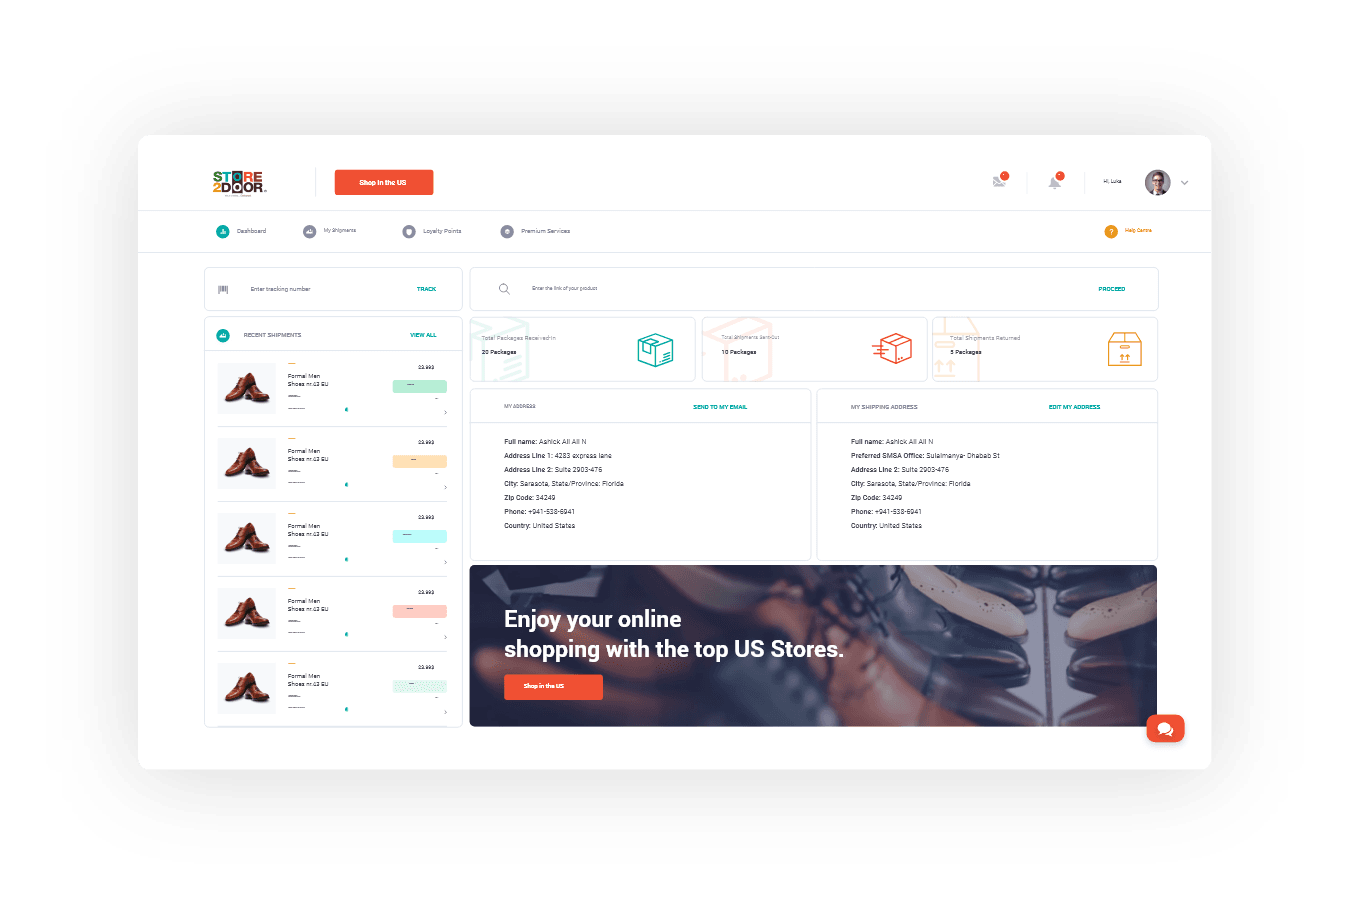 STORE
2DOOR
Shop in the US
Hi, Luka
Dashboard
My Shipments
Loyalty Points
Premium Services
? Help Centre
Enter tracking number
TRACK
Enter the link of your product
PROCEED
RECENT SHIPMENTS
VIEW ALL
Formal Men
Shoes nr.43 EU
23.99$
Formal Men
Shoes nr.43 EU
23.99$
Formal Men
Shoes nr.43 EU
23.99$
Formal Men
Shoes nr.43 EU
23.99$
Formal Men
Shoes nr.43 EU
23.99$
Total Packages Received-In
20 Packages
Total Shipments Sent-Out
10 Packages
Total Shipments Returned
5 Packages
MY ADDRESS
SEND TO MY EMAIL
Full name: Ashick Ali Ali N
Address Line 1: 4283 express lane
Address Line 2: Suite 2903-476
City: Sarasota, State/Province: Florida
Zip Code: 34249
Phone: +941-538-6941
Country: United States
MY SHIPPING ADDRESS
EDIT MY ADDRESS
Full name: Ashick Ali Ali N
Preferred SMSA Office: Sulaimanya- Dhabab St
Address Line 2: Suite 2903-476
City: Sarasota, State/Province: Florida
Zip Code: 34249
Phone: +941-538-6941
Country: United States
Enjoy your online
shopping with the top US Stores.
Shop in the US